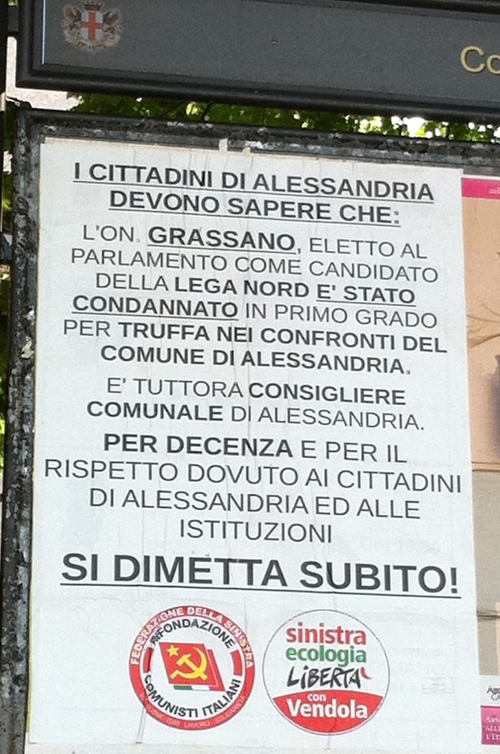 Co
I CITTADINI DI ALESSANDRIA
DEVONO SAPERE CHE:
L'ON. GRASSANO, ELETTO AL
PARLAMENTO COME CANDIDATO
DELLA LEGA NORD E' STATO
CONDANNATO IN PRIMO GRADO
PER TRUFFA NEI CONFRONTI DEL
COMUNE DI ALESSANDRIA.
E' TUTTORA CONSIGLIERE
COMUNALE DI ALESSANDRIA.
PER DECENZA E PER IL
RISPETTO DOVUTO AI CITTADINI
DI ALESSANDRIA ED ALLE
ISTITUZIONI
SI DIMETTA SUBITO!
FEDERAZIONE DELLA SINISTRA
RIFONDAZIONE
COMUNISTI ITALIANI
sinistra
ecologia
LIBERTA'
con
Vendola